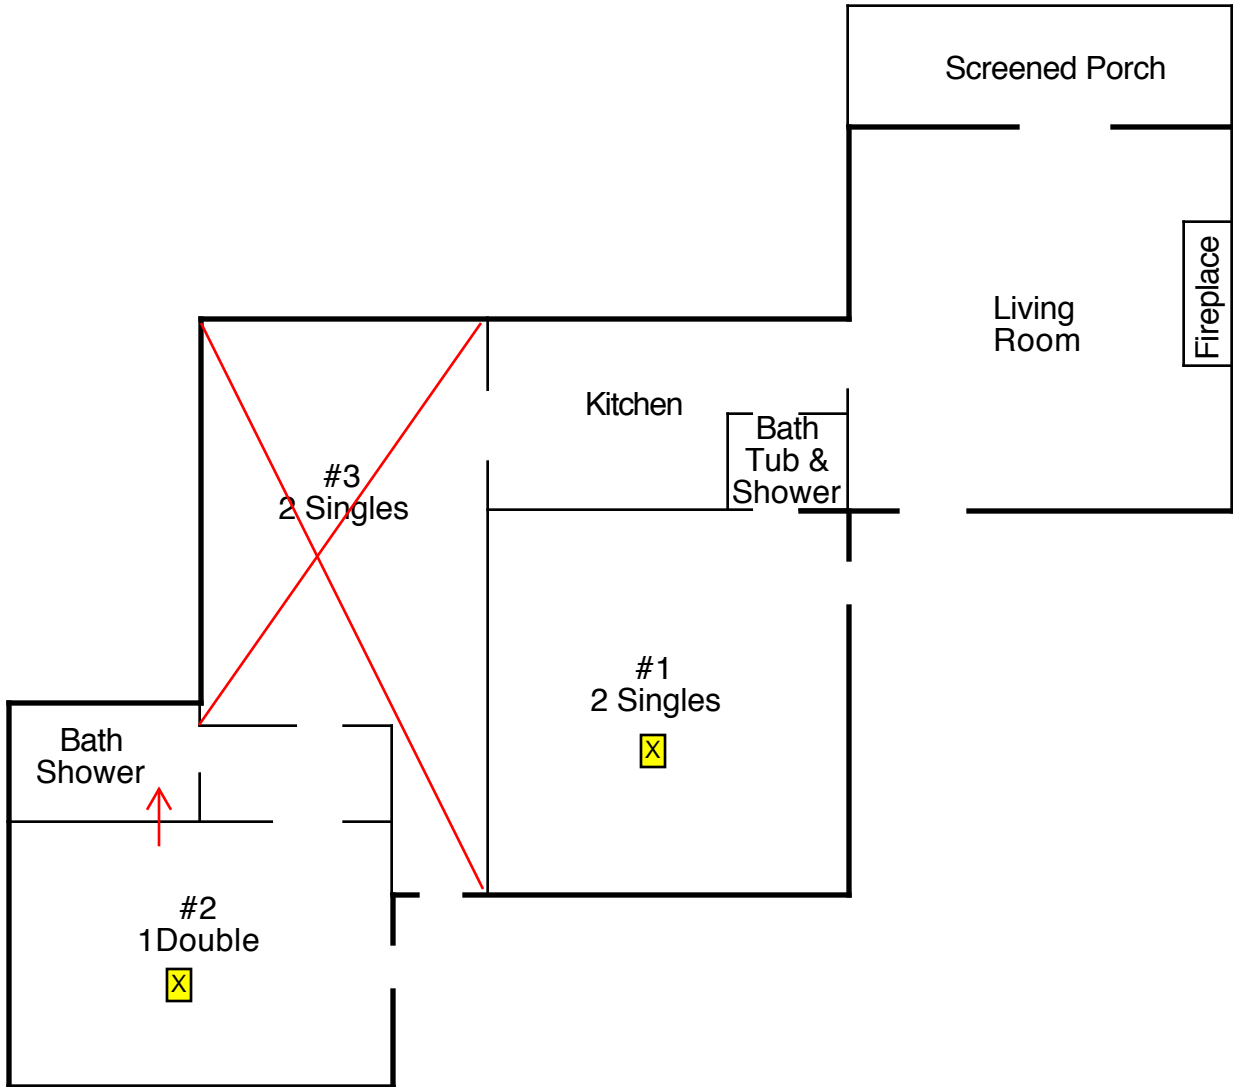 Screened Porch
Fireplace
Living
Room
Kitchen
Bath
Tub &
Shower
#3
2 Singles
#1
2 Singles
X
Bath
Shower
#2
1Double
X